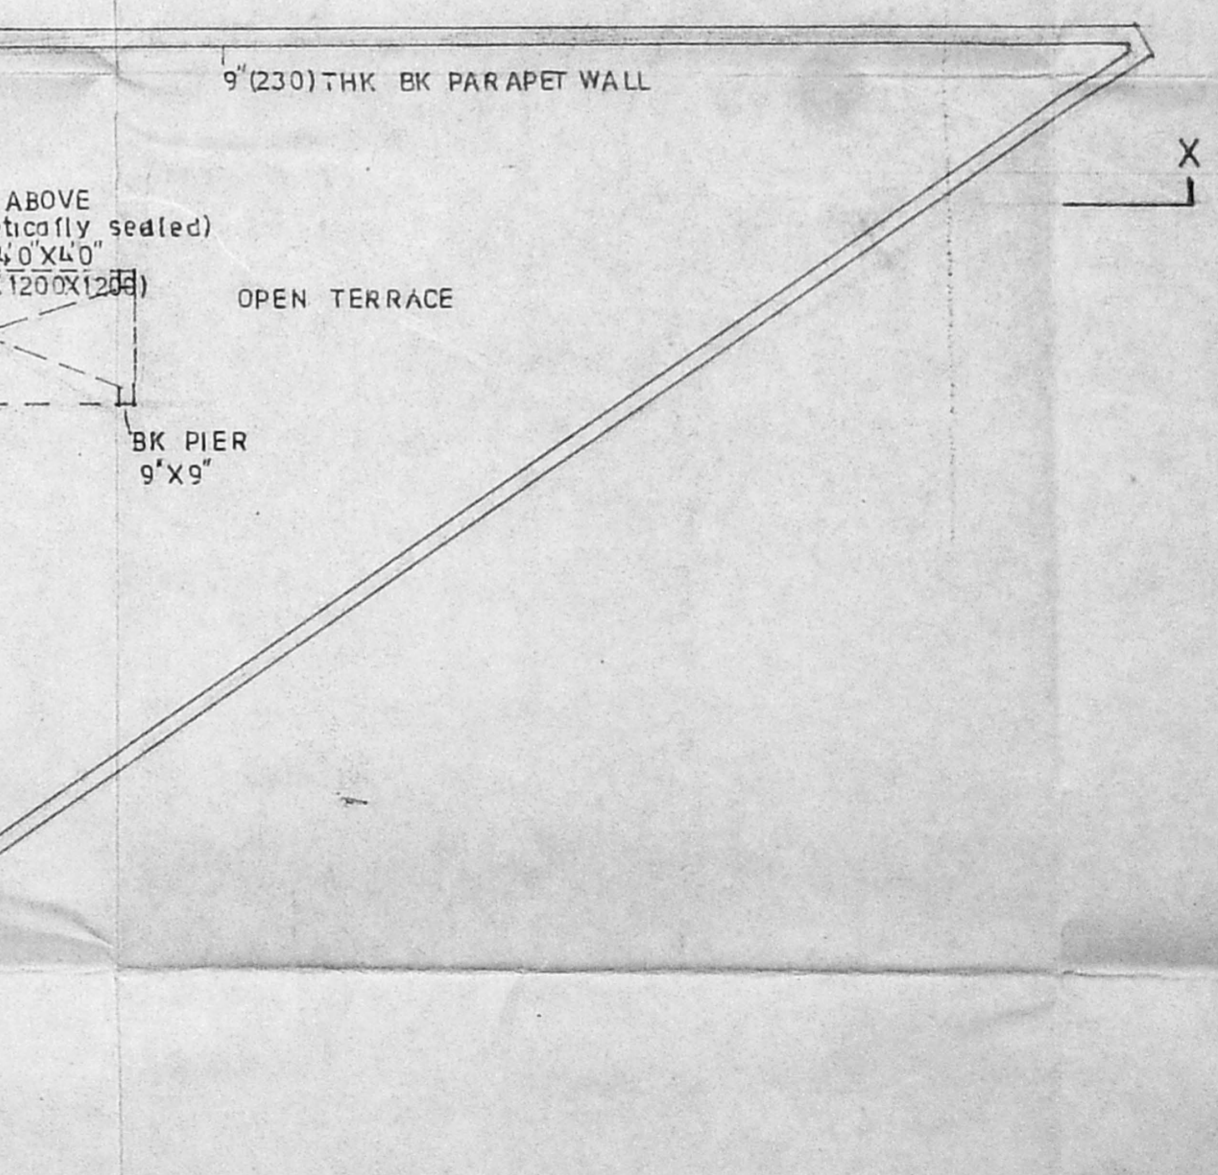 9"(230) THK BK PARAPET WALL
X
ABOVE
tically sealed)
4'0"X4'0"
1200X1200)
OPEN TERRACE
BK PIER
9"X9"